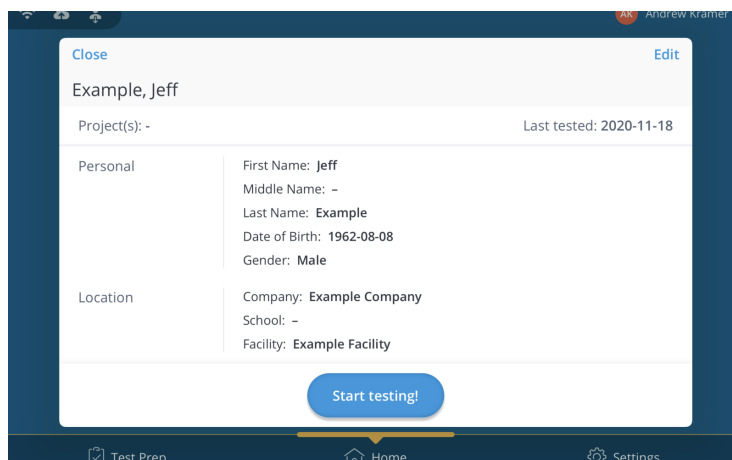 AK Andrew Kramer
Close Edit
Example, Jeff
Project(s): - Last tested: 2020-11-18
Personal First Name: Jeff
Middle Name: –
Last Name: Example
Date of Birth: 1962-08-08
Gender: Male
Location Company: Example Company
School: –
Facility: Example Facility
Start testing!
Test Prep Home Settings